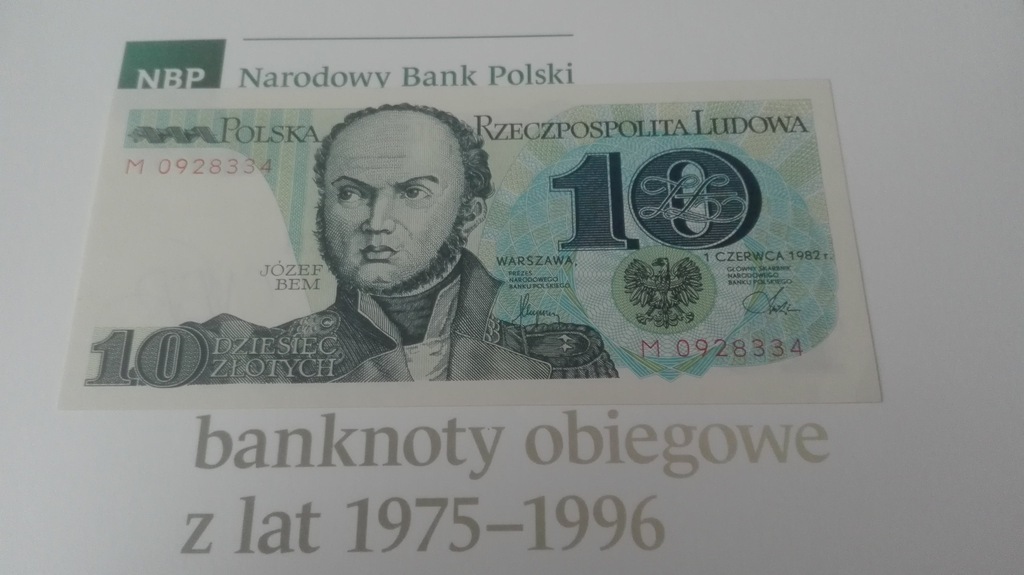 NBP Narodowy Bank Polski
POLSKA RZECZPOSPOLITA LUDOWA
M 0928334
10
JÓZEF
BEM
WARSZAWA, 1 CZERWCA 1982 r.
PREZES
NARODOWEGO
BANKU POLSKIEGO
GŁÓWNY SKARBNIK
NARODOWEGO
BANKU POLSKIEGO
M 0928334
10 DZIESIĘĆ
ZŁOTYCH
banknoty obiegowe
z lat 1975–1996